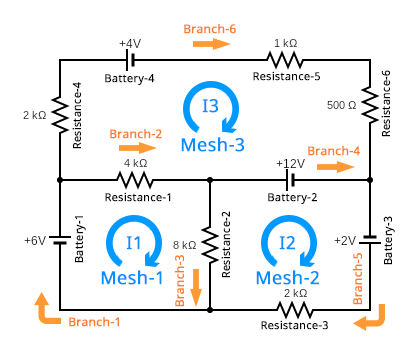 Branch-6
+4V
1 kΩ
Battery-4
Resistance-5
2 kΩ
Resistance-4
I3
Mesh-3
500 Ω
Resistance-6
Branch-2
4 kΩ
Resistance-1
Branch-4
+12V
Battery-2
+6V
Battery-1
I1
Mesh-1
8 kΩ
Resistance-2
Branch-3
I2
Mesh-2
+2V
Battery-3
Branch-5
2 kΩ
Resistance-3
Branch-1